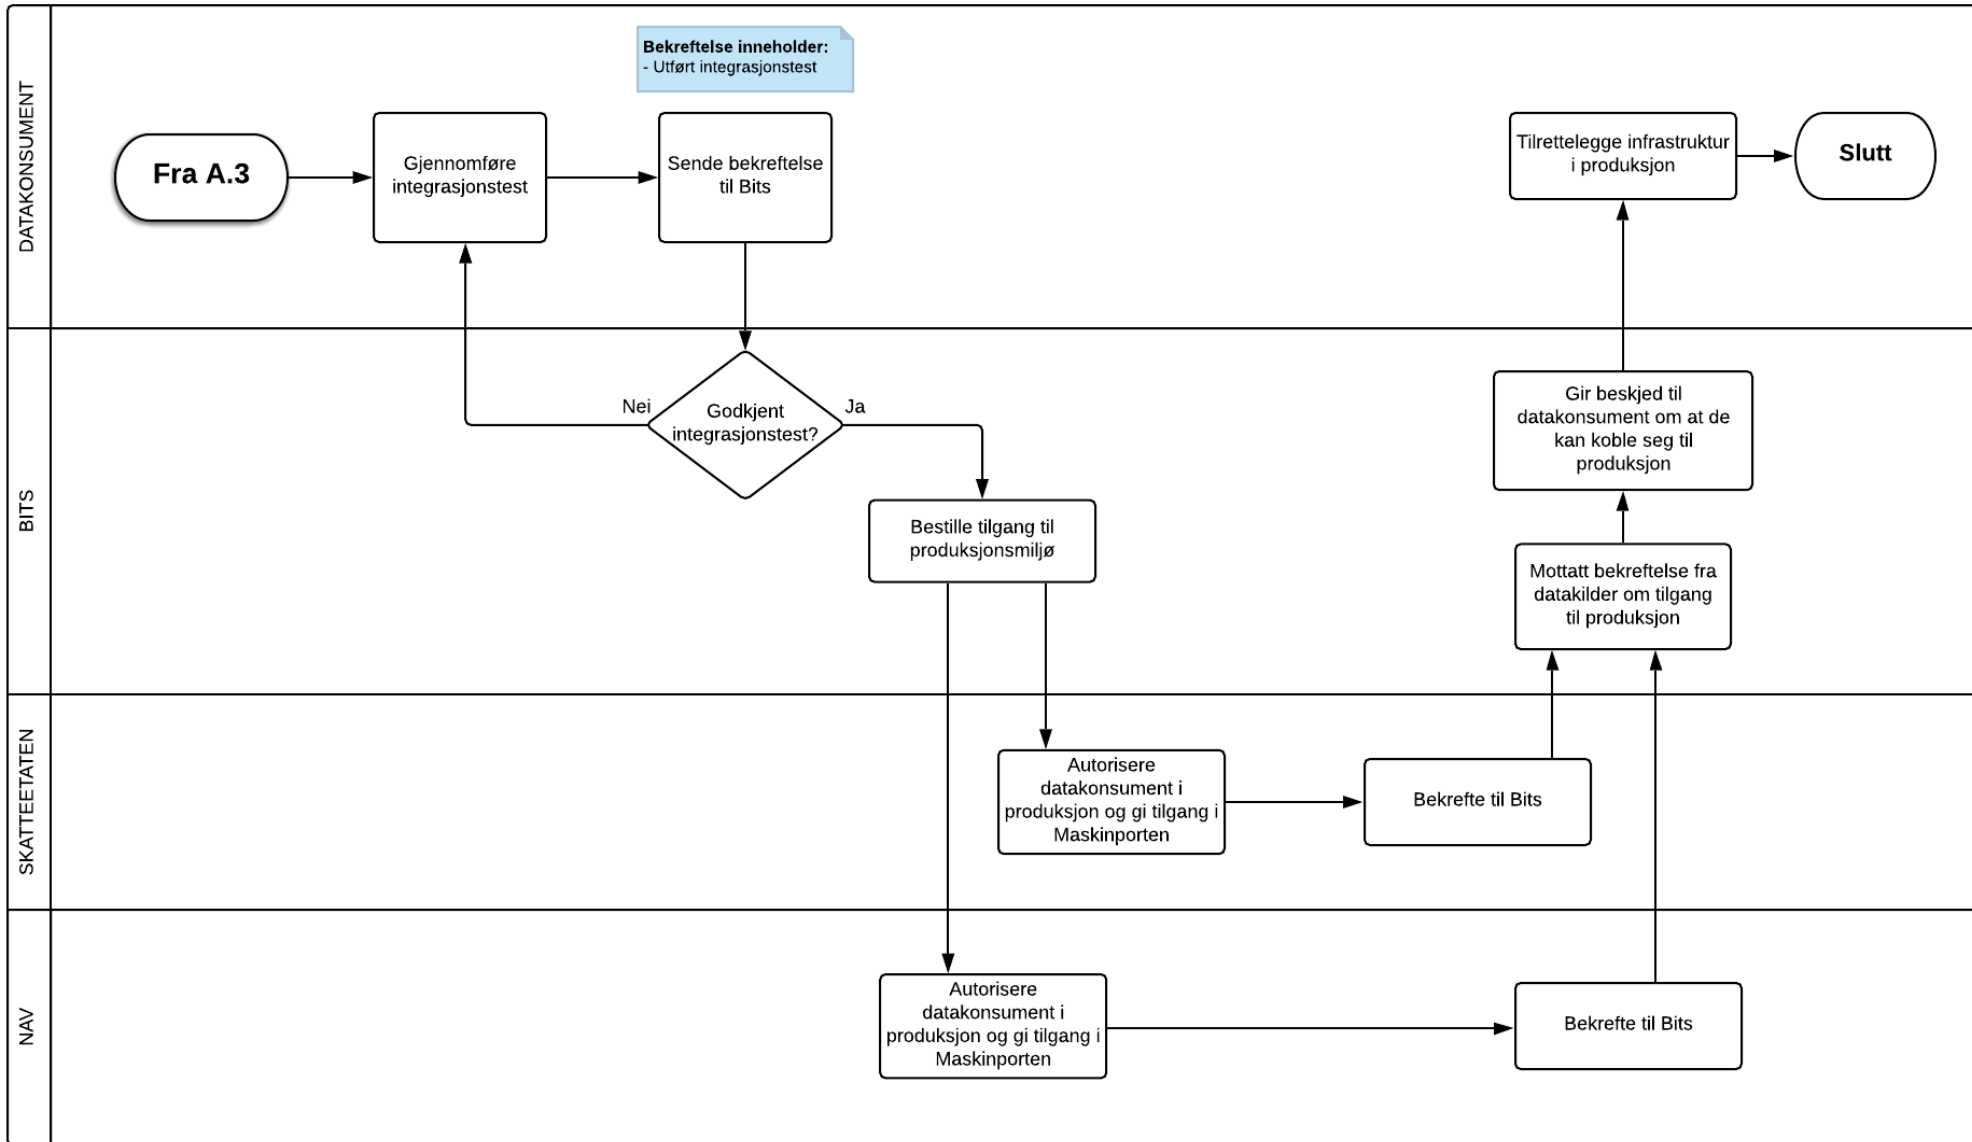 DATAKONSUMENT
Bekreftelse inneholder:
- Utført integrasjonstest
Fra A.3
Gjennomføre
integrasjonstest
Sende bekreftelse
til Bits
Tilrettelegge infrastruktur
i produksjon
Slutt
BITS
Nei
Godkjent
integrasjonstest?
Ja
Gir beskjed til
datakonsument om at de
kan koble seg til
produksjon
Bestille tilgang til
produksjonsmiljø
Mottatt bekreftelse fra
datakilder om tilgang
til produksjon
SKATTEETATEN
Autorisere
datakonsument i
produksjon og gi tilgang i
Maskinporten
Bekrefte til Bits
NAV
Autorisere
datakonsument i
produksjon og gi tilgang i
Maskinporten
Bekrefte til Bits